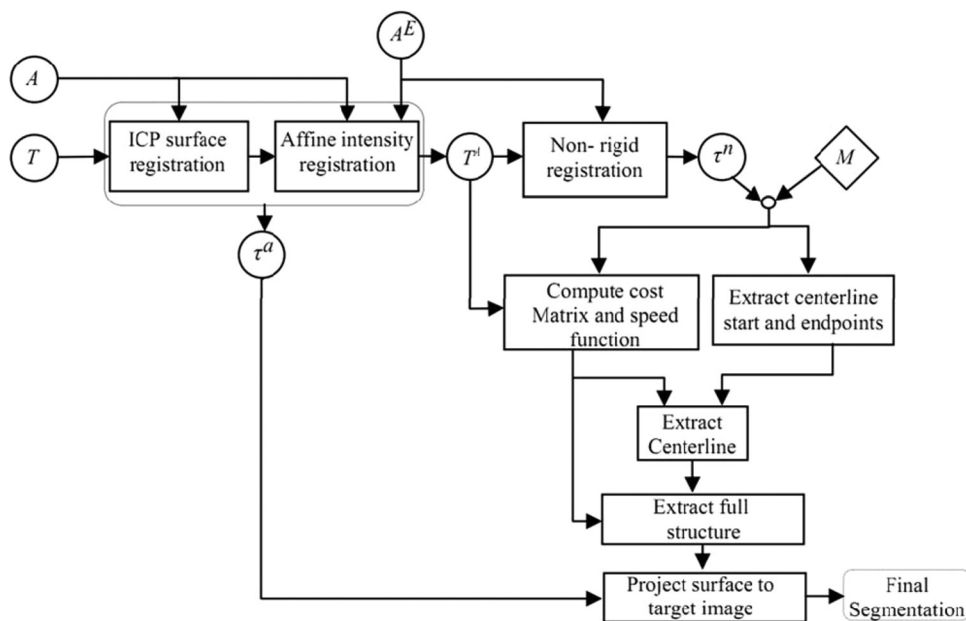 A^E
A
T
ICP surface
registration
Affine intensity
registration
T'
Non- rigid
registration
τ^n
M
τ^a
Compute cost
Matrix and speed
function
Extract centerline
start and endpoints
Extract
Centerline
Extract full
structure
Project surface to
target image
Final
Segmentation